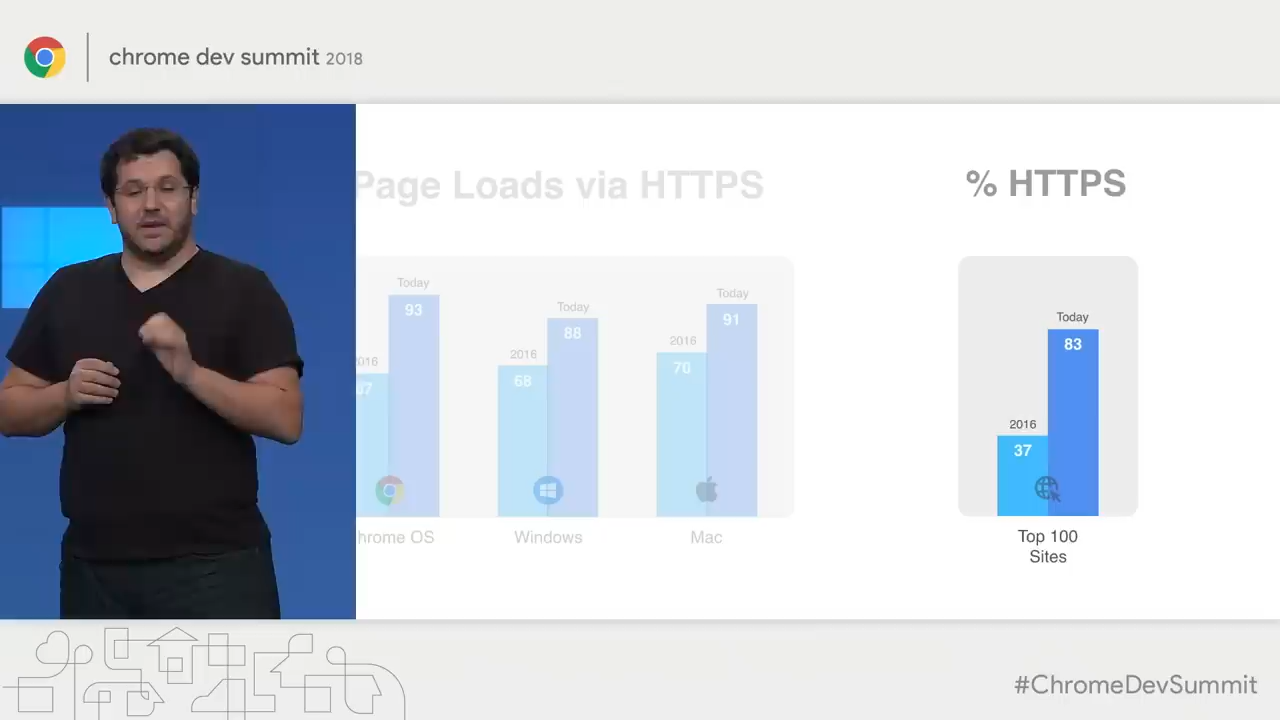 chrome dev summit 2018
Page Loads via HTTPS
% HTTPS
Today
93
2016
67
Today
88
2016
68
Today
91
2016
70
Today
83
2016
37
hrome OS
Windows
Mac
Top 100
Sites
#ChromeDevSummit